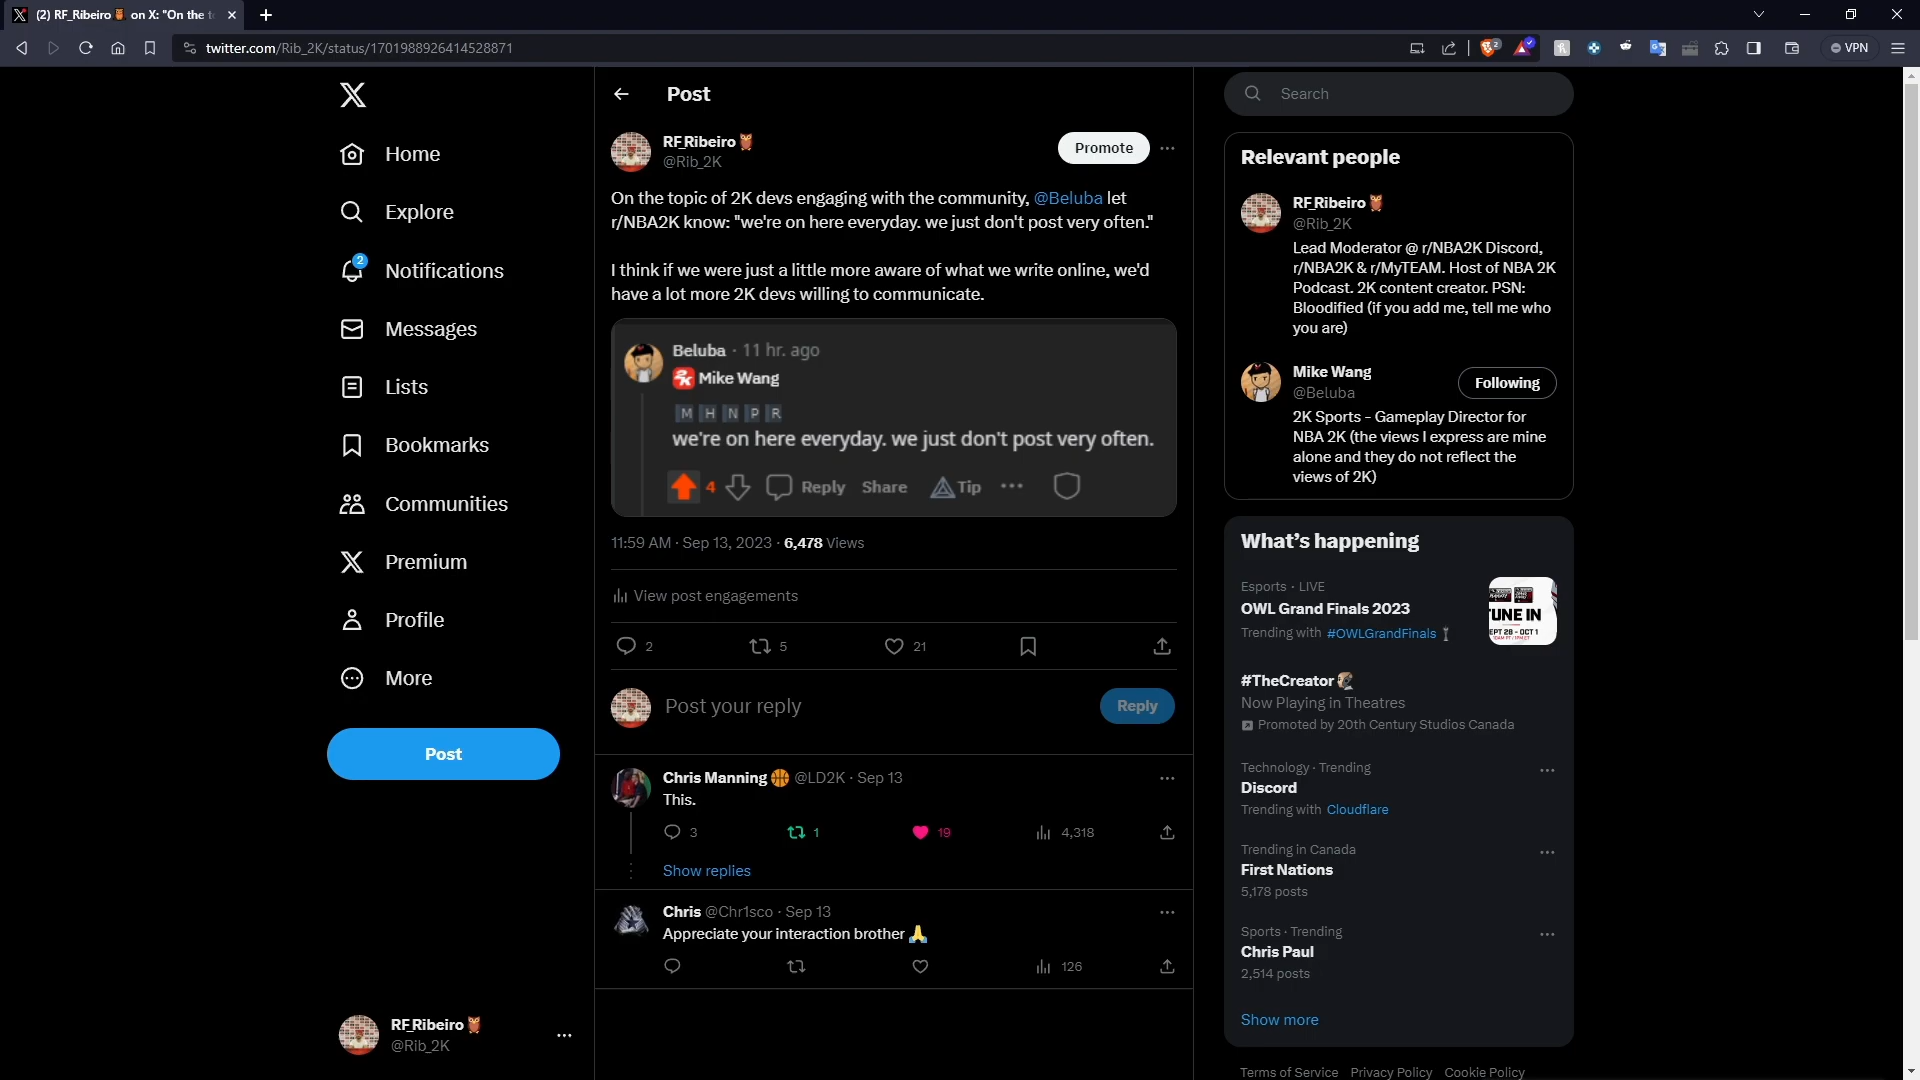 (2) RF_Ribeiro🦉 on X: "On the t
twitter.com/Rib_2K/status/1701988926414528871
2
VPN
Home
Explore
2
Notifications
Messages
Lists
Bookmarks
Communities
Premium
Profile
More
Post
RF_Ribeiro🦉
@Rib_2K
Post
RF_Ribeiro🦉
@Rib_2K
Promote
On the topic of 2K devs engaging with the community, @Beluba let
r/NBA2K know: "we're on here everyday. we just don't post very often."
I think if we were just a little more aware of what we write online, we'd
have a lot more 2K devs willing to communicate.
Beluba · 11 hr. ago
2K Mike Wang
M H N P R
we're on here everyday. we just don't post very often.
4 Reply Share Tip
11:59 AM · Sep 13, 2023 · 6,478 Views
View post engagements
2 5 21
Post your reply
Reply
Chris Manning 🏀 @LD2K · Sep 13
This.
3 1 19 4,318
Show replies
Chris @Chr1sco · Sep 13
Appreciate your interaction brother 🙏
126
Search
Relevant people
RF_Ribeiro🦉
@Rib_2K
Lead Moderator @ r/NBA2K Discord,
r/NBA2K & r/MyTEAM. Host of NBA 2K
Podcast. 2K content creator. PSN:
Bloodified (if you add me, tell me who
you are)
Mike Wang
@Beluba
Following
2K Sports - Gameplay Director for
NBA 2K (the views I express are mine
alone and they do not reflect the
views of 2K)
What's happening
Esports · LIVE
OWL Grand Finals 2023
Trending with #OWLGrandFinals
TUNE IN
SEPT 28 - OCT 1
#TheCreator
Now Playing in Theatres
Promoted by 20th Century Studios Canada
Technology · Trending
Discord
Trending with Cloudflare
Trending in Canada
First Nations
5,178 posts
Sports · Trending
Chris Paul
2,514 posts
Show more
Terms of Service Privacy Policy Cookie Policy